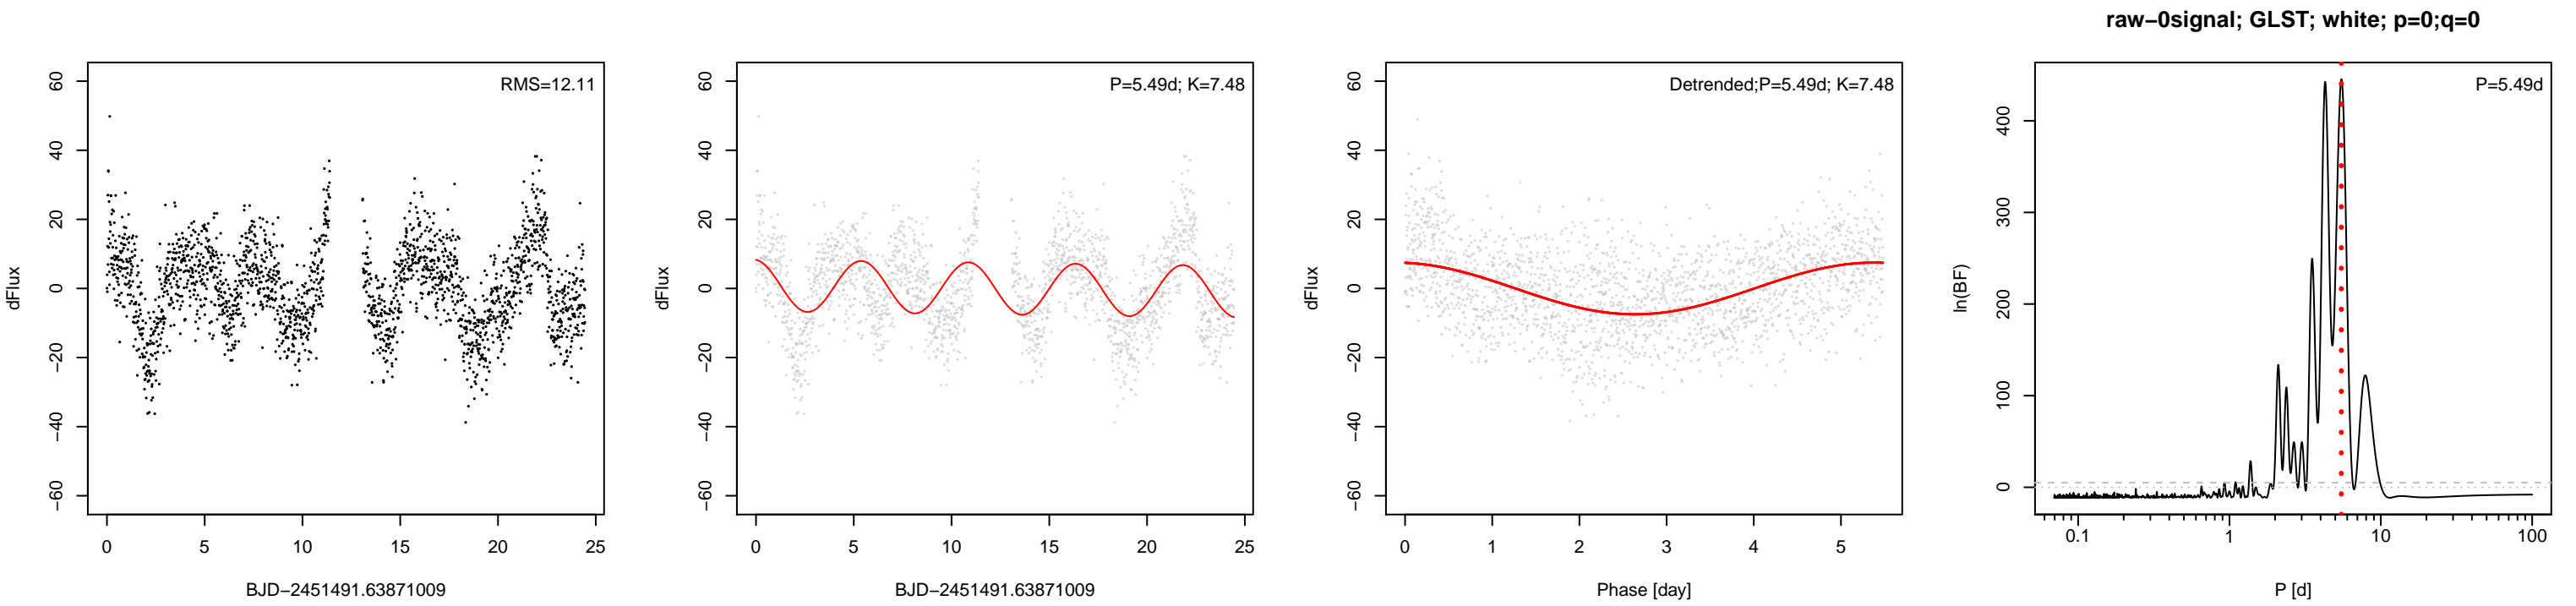 raw−0signal; GLST; white; p=0;q=0
RMS=12.11
dFlux
60
40
20
0
−20
−40
−60
0 5 10 15 20 25
BJD−2451491.63871009
P=5.49d; K=7.48
dFlux
60
40
20
0
−20
−40
−60
0 5 10 15 20 25
BJD−2451491.63871009
Detrended;P=5.49d; K=7.48
dFlux
60
40
20
0
−20
−40
−60
0 1 2 3 4 5
Phase [day]
P=5.49d
ln(BF)
400
300
200
100
0
0.1 1 10 100
P [d]